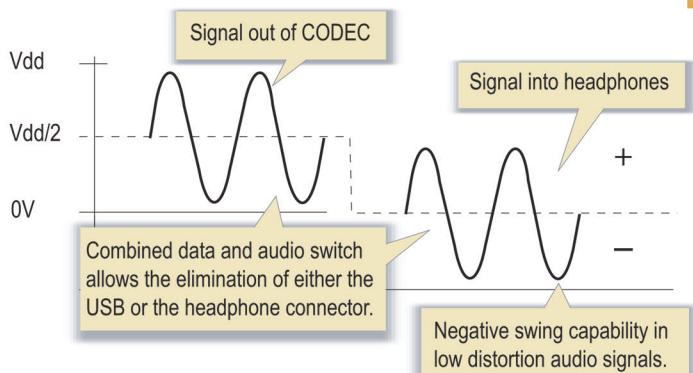 Signal out of CODEC
Vdd
Signal into headphones
Vdd/2
+
0V
−
Combined data and audio switch
allows the elimination of either the
USB or the headphone connector.
Negative swing capability in
low distortion audio signals.